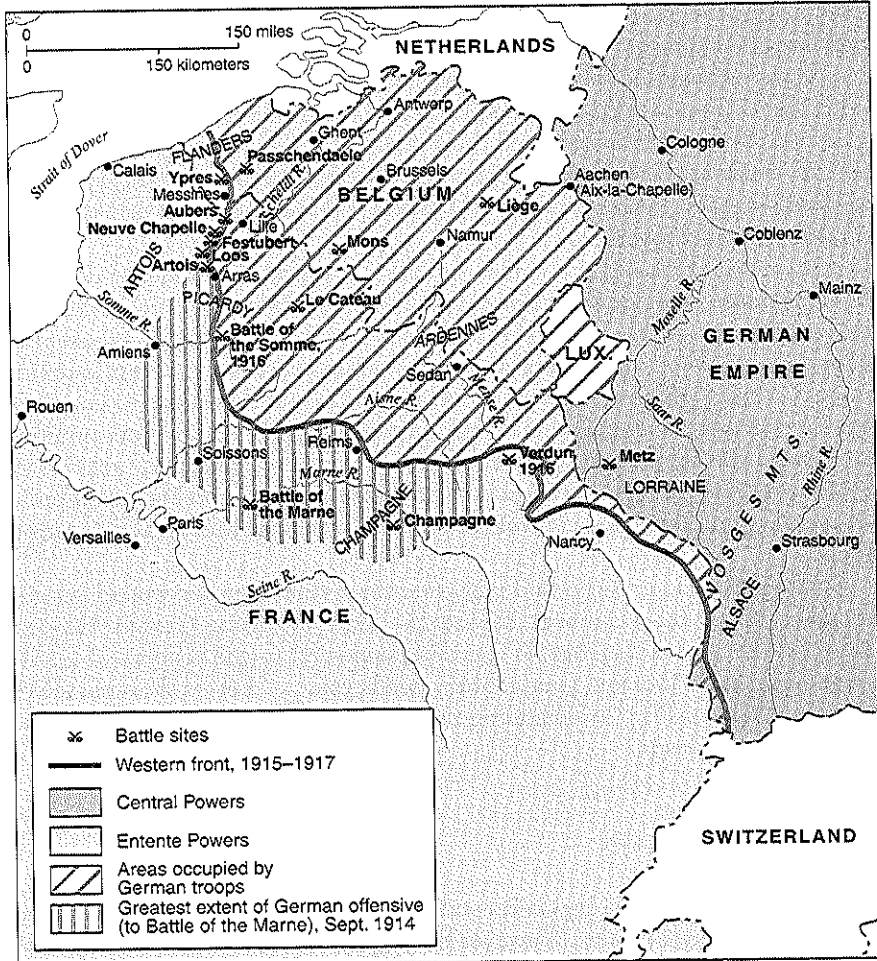 0 150 miles
0 150 kilometers
NETHERLANDS
Antwerp
Ghent
FLANDERS
Strait of Dover
Calais
Passchendaele
Cologne
Ypres
Brussels
Aachen
(Aix-la-Chapelle)
Messines
Scheldt R.
BELGIUM
Aubers
Liège
Lille
Neuve Chapelle
Festubert
Mons
Namur
Coblenz
Loos
ARTOIS
Artois
Arras
Mainz
PICARDY
Le Cateau
Moselle R.
Somme R.
Battle of
the Somme,
1916
ARDENNES
GERMAN
EMPIRE
Amiens
LUX.
Sedan
Meuse R.
Aisne R.
Saar R.
Rouen
Reims
Soissons
Verdun,
1916
Metz
Marne R.
LORRAINE
VOSGES MTS.
Rhine R.
Battle of
the Marne
CHAMPAGNE
Champagne
Paris
Versailles
Nancy
Strasbourg
ALSACE
Seine R.
FRANCE
Battle sites
Western front, 1915–1917
Central Powers
Entente Powers
Areas occupied by
German troops
Greatest extent of German offensive
(to Battle of the Marne), Sept. 1914
SWITZERLAND